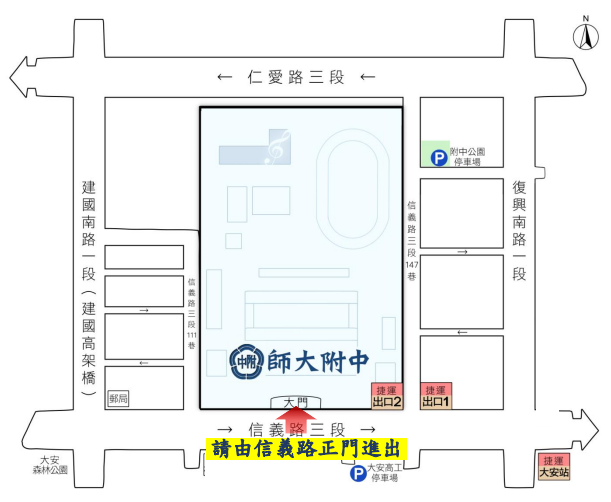 N
← 仁愛路三段 ←
P 附中公園
停車場
建國南路一段（建國高架橋）
復興南路一段
信義路三段147巷
→
信義路三段111巷
→
←
←
附中 師大附中
郵局
大門
捷運
出口2
捷運
出口1
→ 信義路三段 →
請由信義路正門進出
大安
森林公園
P 大安高工
停車場
捷運
大安站